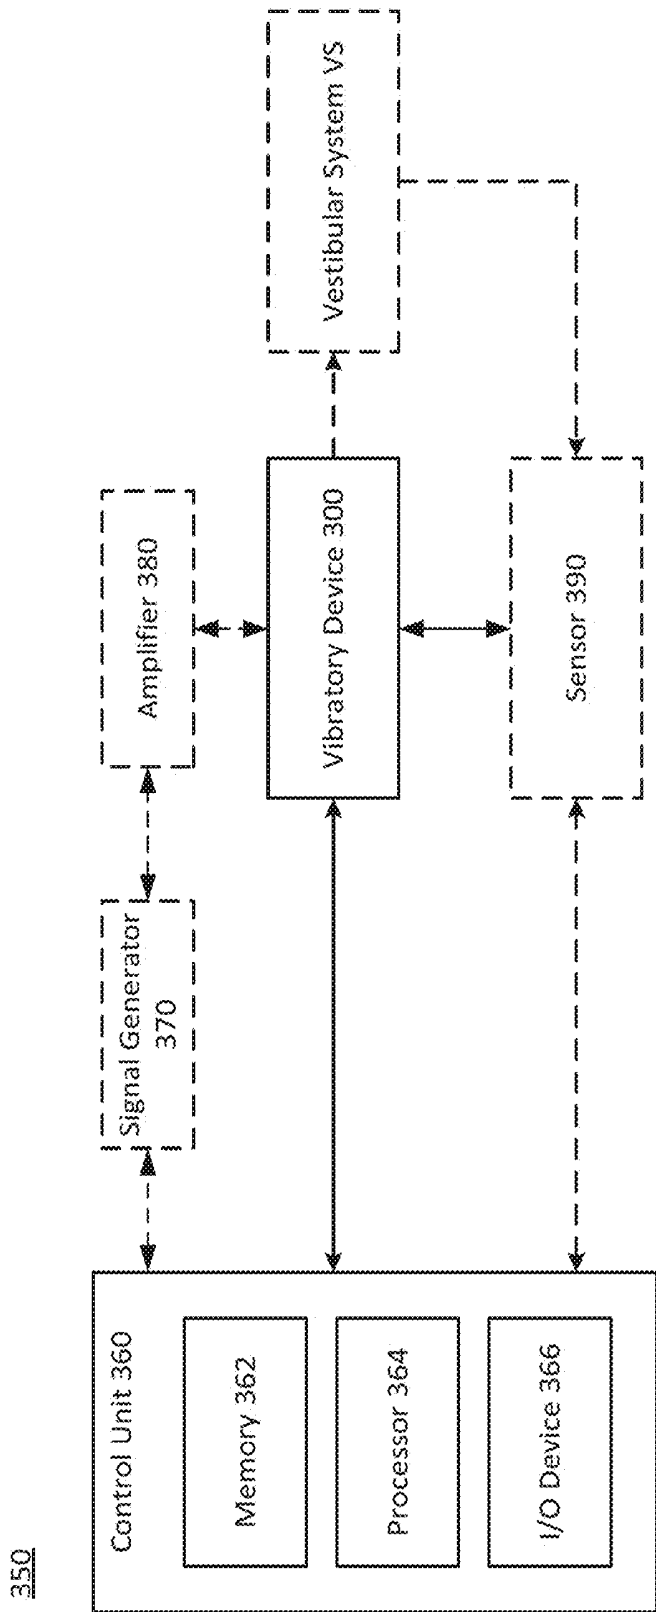 350
Control Unit 360
Memory 362
Processor 364
I/O Device 366
Signal Generator
370
Amplifier 380
Vibratory Device 300
Sensor 390
Vestibular System VS